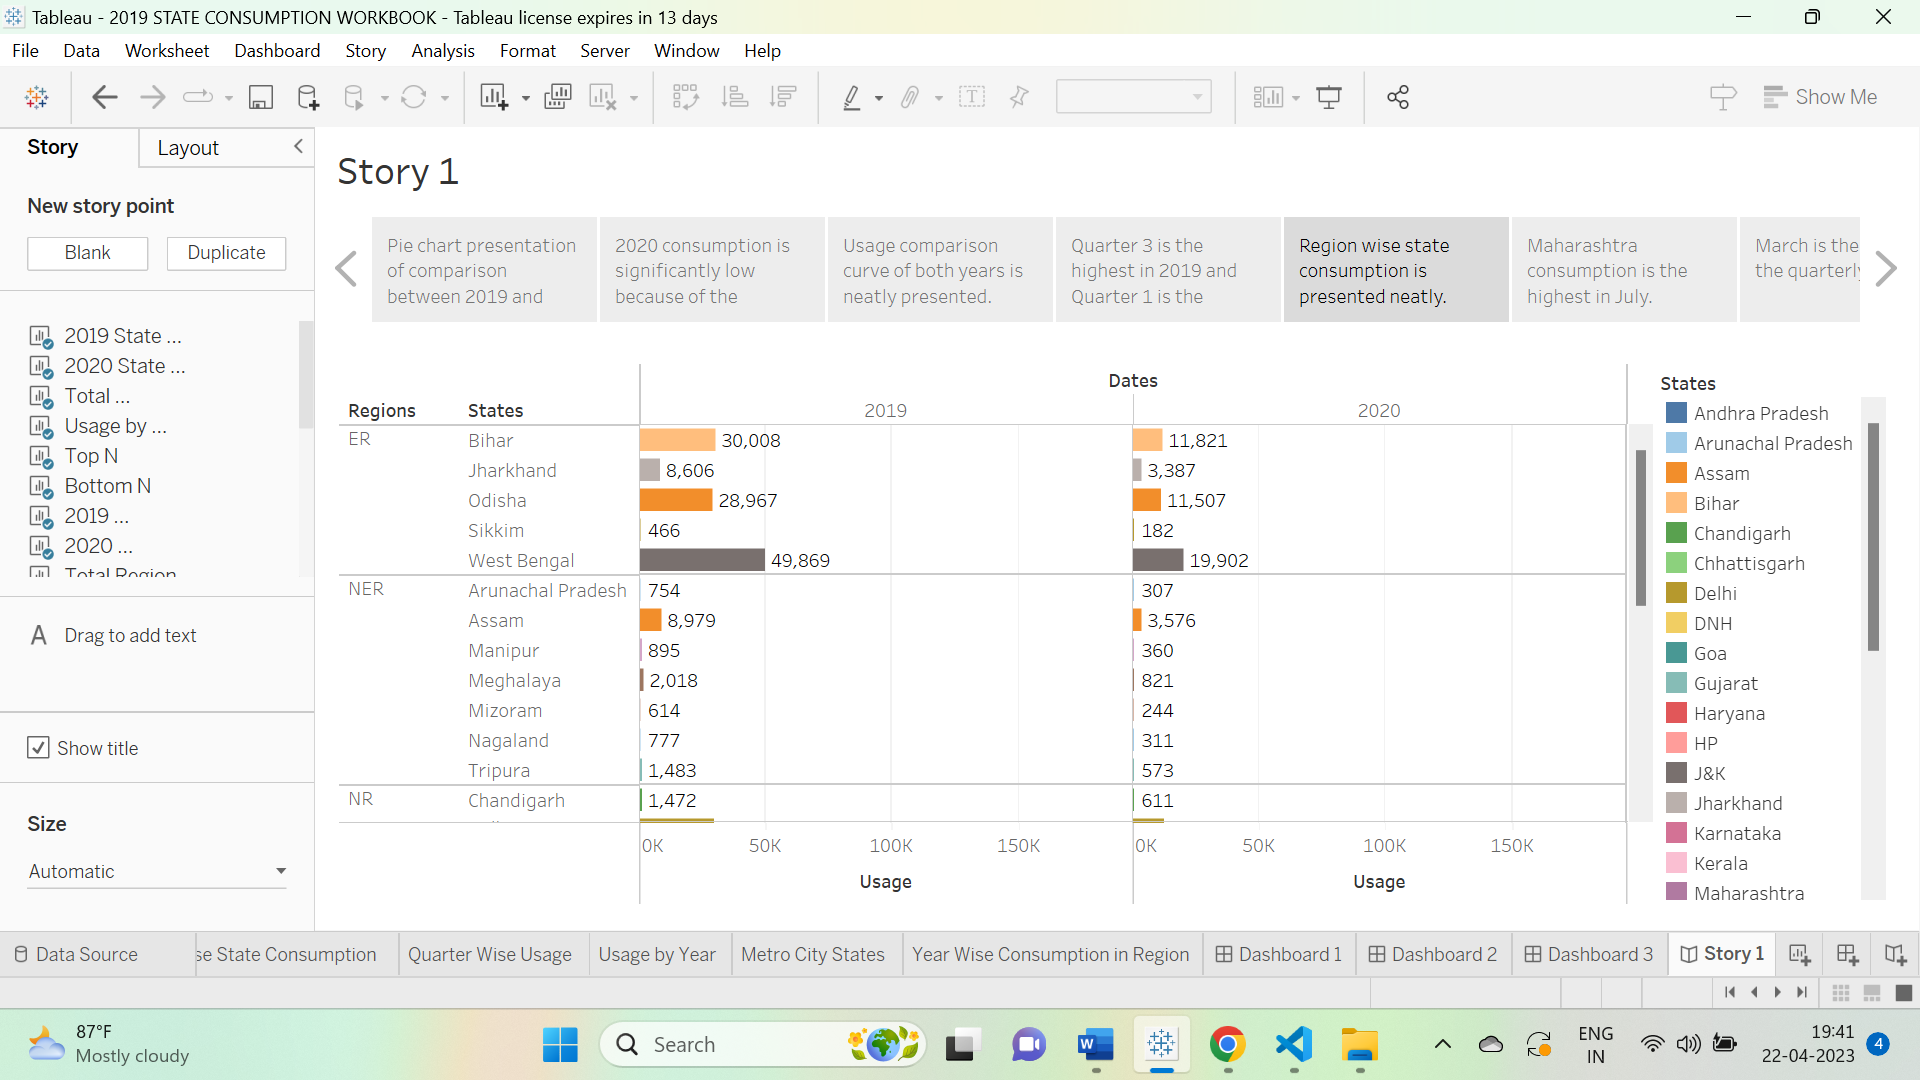 Tableau - 2019 STATE CONSUMPTION WORKBOOK - Tableau license expires in 13 days
File Data Worksheet Dashboard Story Analysis Format Server Window Help
Show Me
Story
Layout
New story point
Blank
Duplicate
2019 State ...
2020 State ...
Total ...
Usage by ...
Top N
Bottom N
2019 ...
2020 ...
Total Region
A Drag to add text
Show title
Size
Automatic
Story 1
Pie chart presentation
of comparison
between 2019 and
2020 consumption is
significantly low
because of the
Usage comparison
curve of both years is
neatly presented.
Quarter 3 is the
highest in 2019 and
Quarter 1 is the
Region wise state
consumption is
presented neatly.
Maharashtra
consumption is the
highest in July.
March is the
the quarterly
Dates
Regions States 2019 2020
ER Bihar 30,008 11,821
Jharkhand 8,606 3,387
Odisha 28,967 11,507
Sikkim 466 182
West Bengal 49,869 19,902
NER Arunachal Pradesh 754 307
Assam 8,979 3,576
Manipur 895 360
Meghalaya 2,018 821
Mizoram 614 244
Nagaland 777 311
Tripura 1,483 573
NR Chandigarh 1,472 611
0K 50K 100K 150K 0K 50K 100K 150K
Usage Usage
States
Andhra Pradesh
Arunachal Pradesh
Assam
Bihar
Chandigarh
Chhattisgarh
Delhi
DNH
Goa
Gujarat
Haryana
HP
J&K
Jharkhand
Karnataka
Kerala
Maharashtra
Data Source se State Consumption Quarter Wise Usage Usage by Year Metro City States Year Wise Consumption in Region Dashboard 1 Dashboard 2 Dashboard 3 Story 1
87°F
Mostly cloudy
Search
ENG
IN
19:41
22-04-2023
4